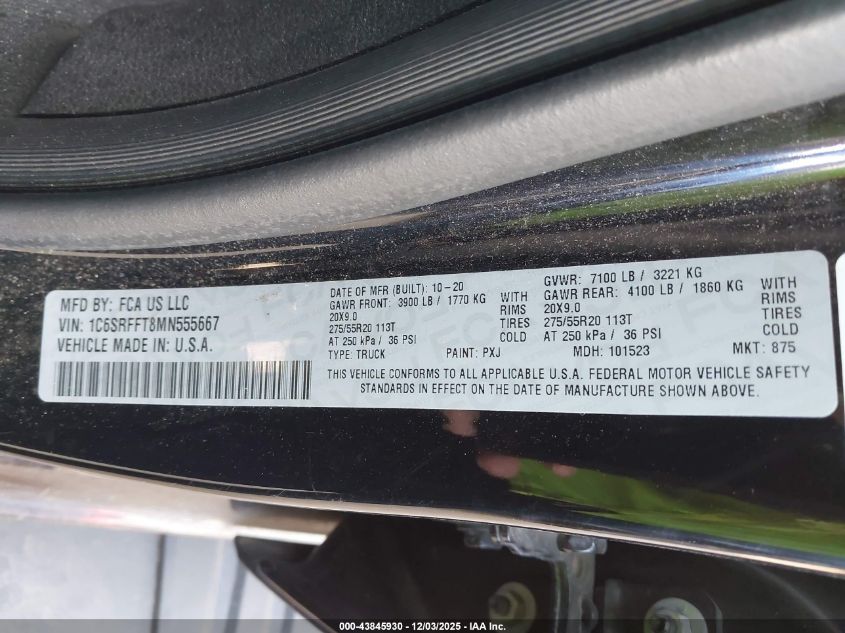 MFD BY: FCA US LLC
VIN: 1C6SRFFT8MN555667
VEHICLE MADE IN: U.S.A.
DATE OF MFR (BUILT): 10-20
GAWR FRONT: 3900 LB / 1770 KG WITH
20X9.0 RIMS
275/55R20 113T TIRES
AT 250 kPa / 36 PSI COLD
GVWR: 7100 LB / 3221 KG
GAWR REAR: 4100 LB / 1860 KG WITH
20X9.0 RIMS
275/55R20 113T TIRES
AT 250 kPa / 36 PSI COLD
TYPE: TRUCK PAINT: PXJ MDH: 101523 MKT: 875
THIS VEHICLE CONFORMS TO ALL APPLICABLE U.S.A. FEDERAL MOTOR VEHICLE SAFETY
STANDARDS IN EFFECT ON THE DATE OF MANUFACTURE SHOWN ABOVE.
000-43845930 - 12/03/2025 - IAA Inc.